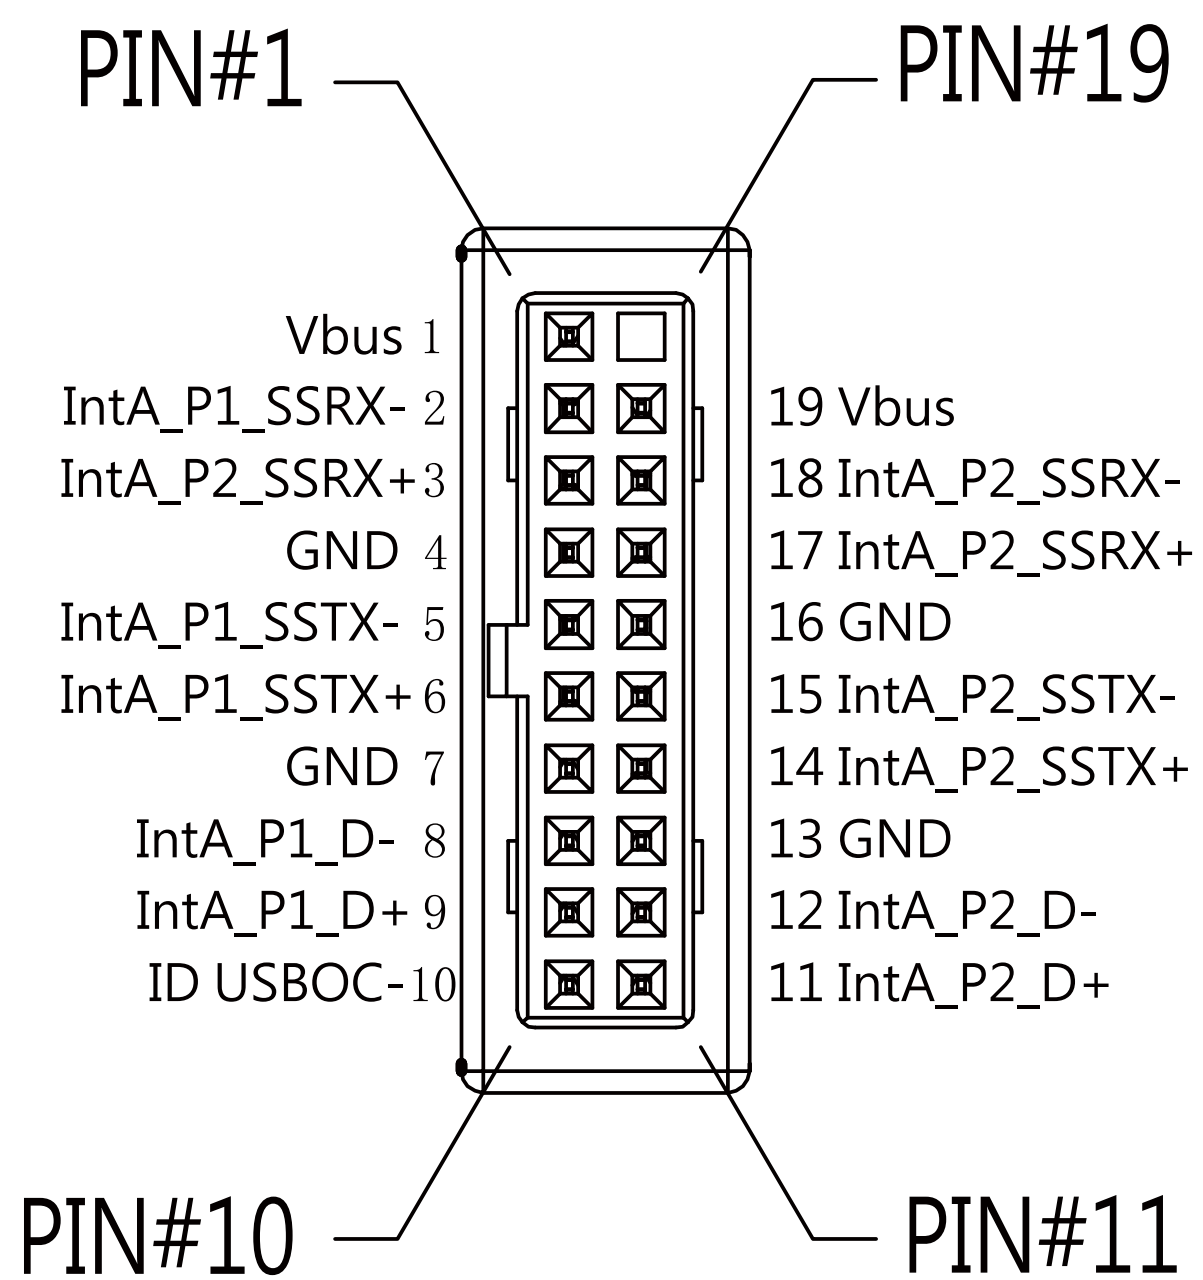 PIN#1
PIN#19
Vbus 1
IntA_P1_SSRX- 2
19 Vbus
IntA_P2_SSRX+3
18 IntA_P2_SSRX-
GND 4
17 IntA_P2_SSRX+
IntA_P1_SSTX- 5
16 GND
IntA_P1_SSTX+ 6
15 IntA_P2_SSTX-
GND 7
14 IntA_P2_SSTX+
IntA_P1_D- 8
13 GND
IntA_P1_D+ 9
12 IntA_P2_D-
ID USBOC-10
11 IntA_P2_D+
PIN#10
PIN#11